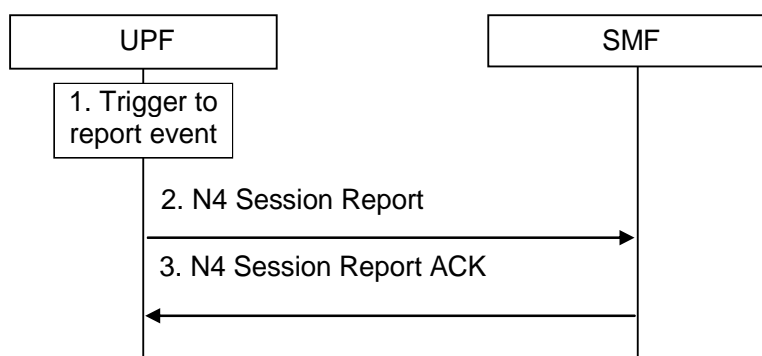 UPF
SMF
1. Trigger to
report event
2. N4 Session Report
3. N4 Session Report ACK